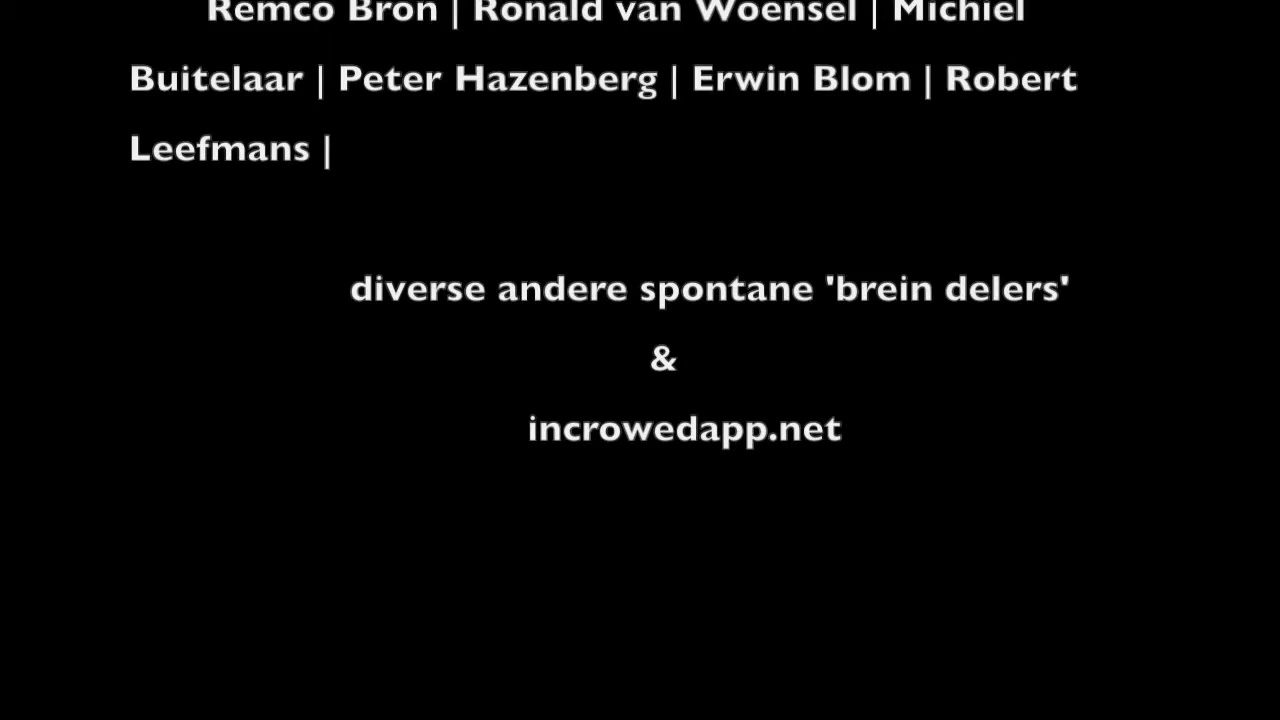 Remco Bron | Ronald van Woensel | Michiel
Buitelaar | Peter Hazenberg | Erwin Blom | Robert
Leefmans |
diverse andere spontane 'brein delers'
&
incrowedapp.net